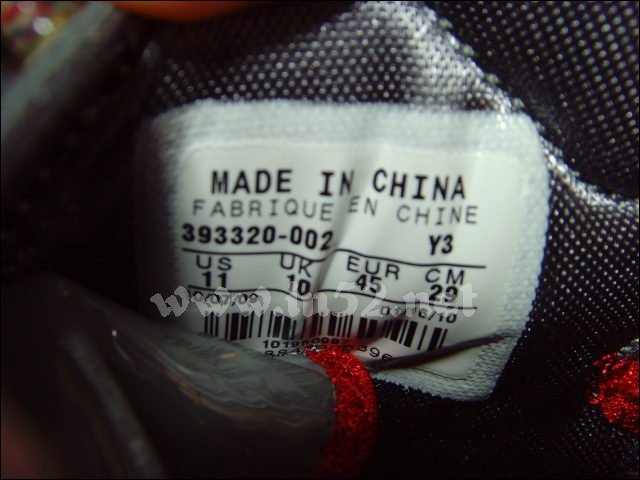 MADE IN CHINA
FABRIQUE EN CHINE
393320-002 Y3
US UK EUR CM
11 10 45 29
www.n52.net